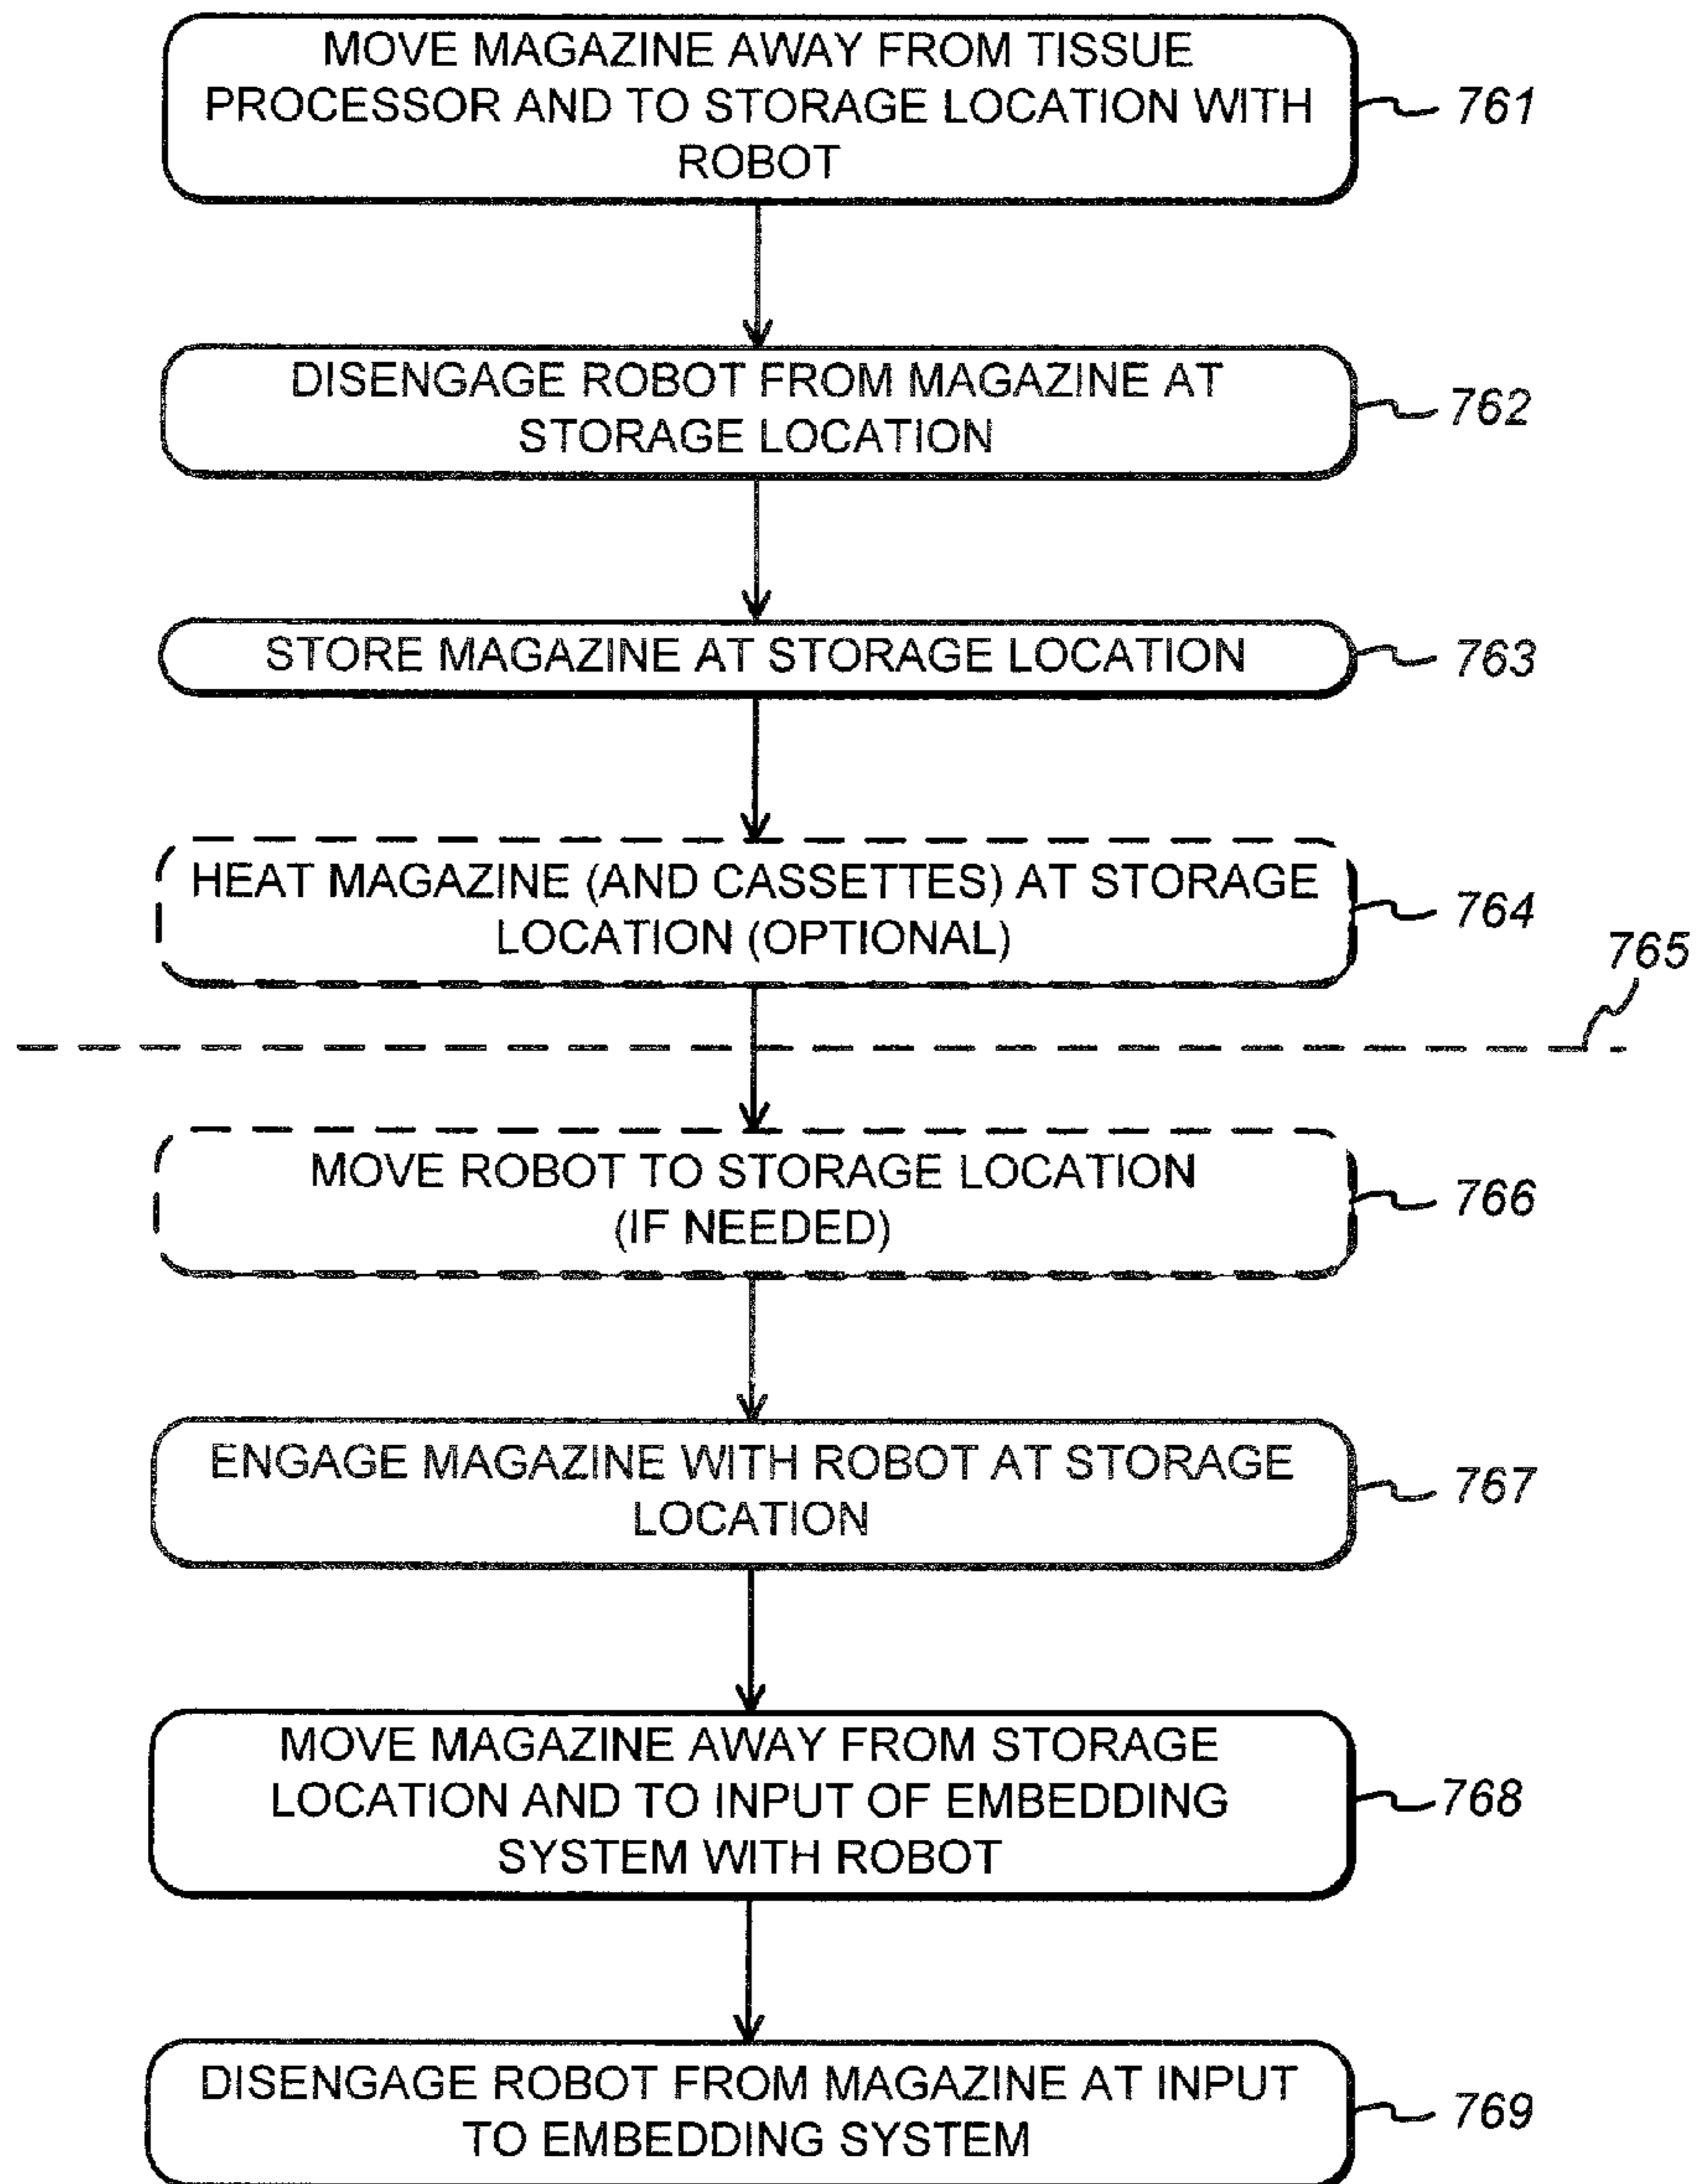 MOVE MAGAZINE AWAY FROM TISSUE
PROCESSOR AND TO STORAGE LOCATION WITH
ROBOT
761
DISENGAGE ROBOT FROM MAGAZINE AT
STORAGE LOCATION
762
STORE MAGAZINE AT STORAGE LOCATION
763
HEAT MAGAZINE (AND CASSETTES) AT STORAGE
LOCATION (OPTIONAL)
764
765
MOVE ROBOT TO STORAGE LOCATION
(IF NEEDED)
766
ENGAGE MAGAZINE WITH ROBOT AT STORAGE
LOCATION
767
MOVE MAGAZINE AWAY FROM STORAGE
LOCATION AND TO INPUT OF EMBEDDING
SYSTEM WITH ROBOT
768
DISENGAGE ROBOT FROM MAGAZINE AT INPUT
TO EMBEDDING SYSTEM
769